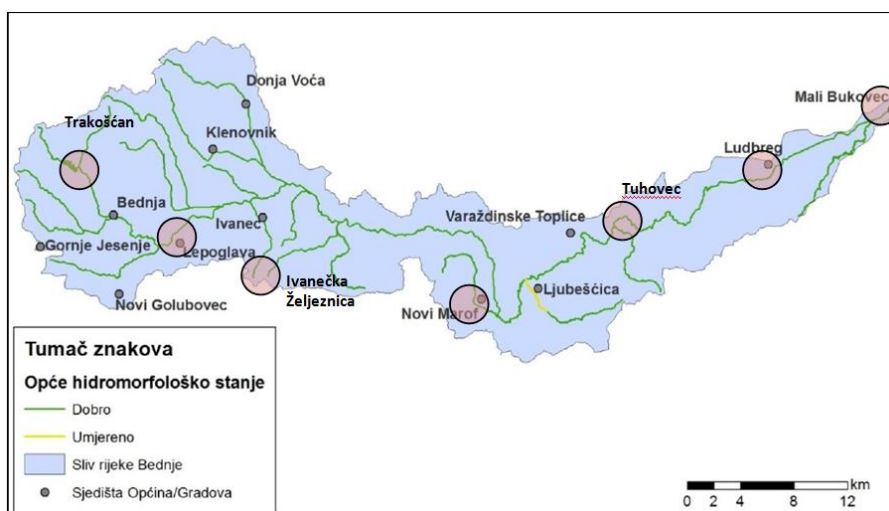 Donja Voća
Mali Bukovec
Trakošćan
Klenovnik
Ludbreg
Tuhovec
Bednja
Ivanec
Varaždinske Toplice
Gornje Jesenje
Lepoglava
Ivanečka
Željeznica
Ljubešćica
Novi Golubovec
Novi Marof
Tumač znakova
Opće hidromorfološko stanje
Dobro
Umjereno
Sliv rijeke Bednje
Sjedišta Općina/Gradova
km
0 2 4 8 12